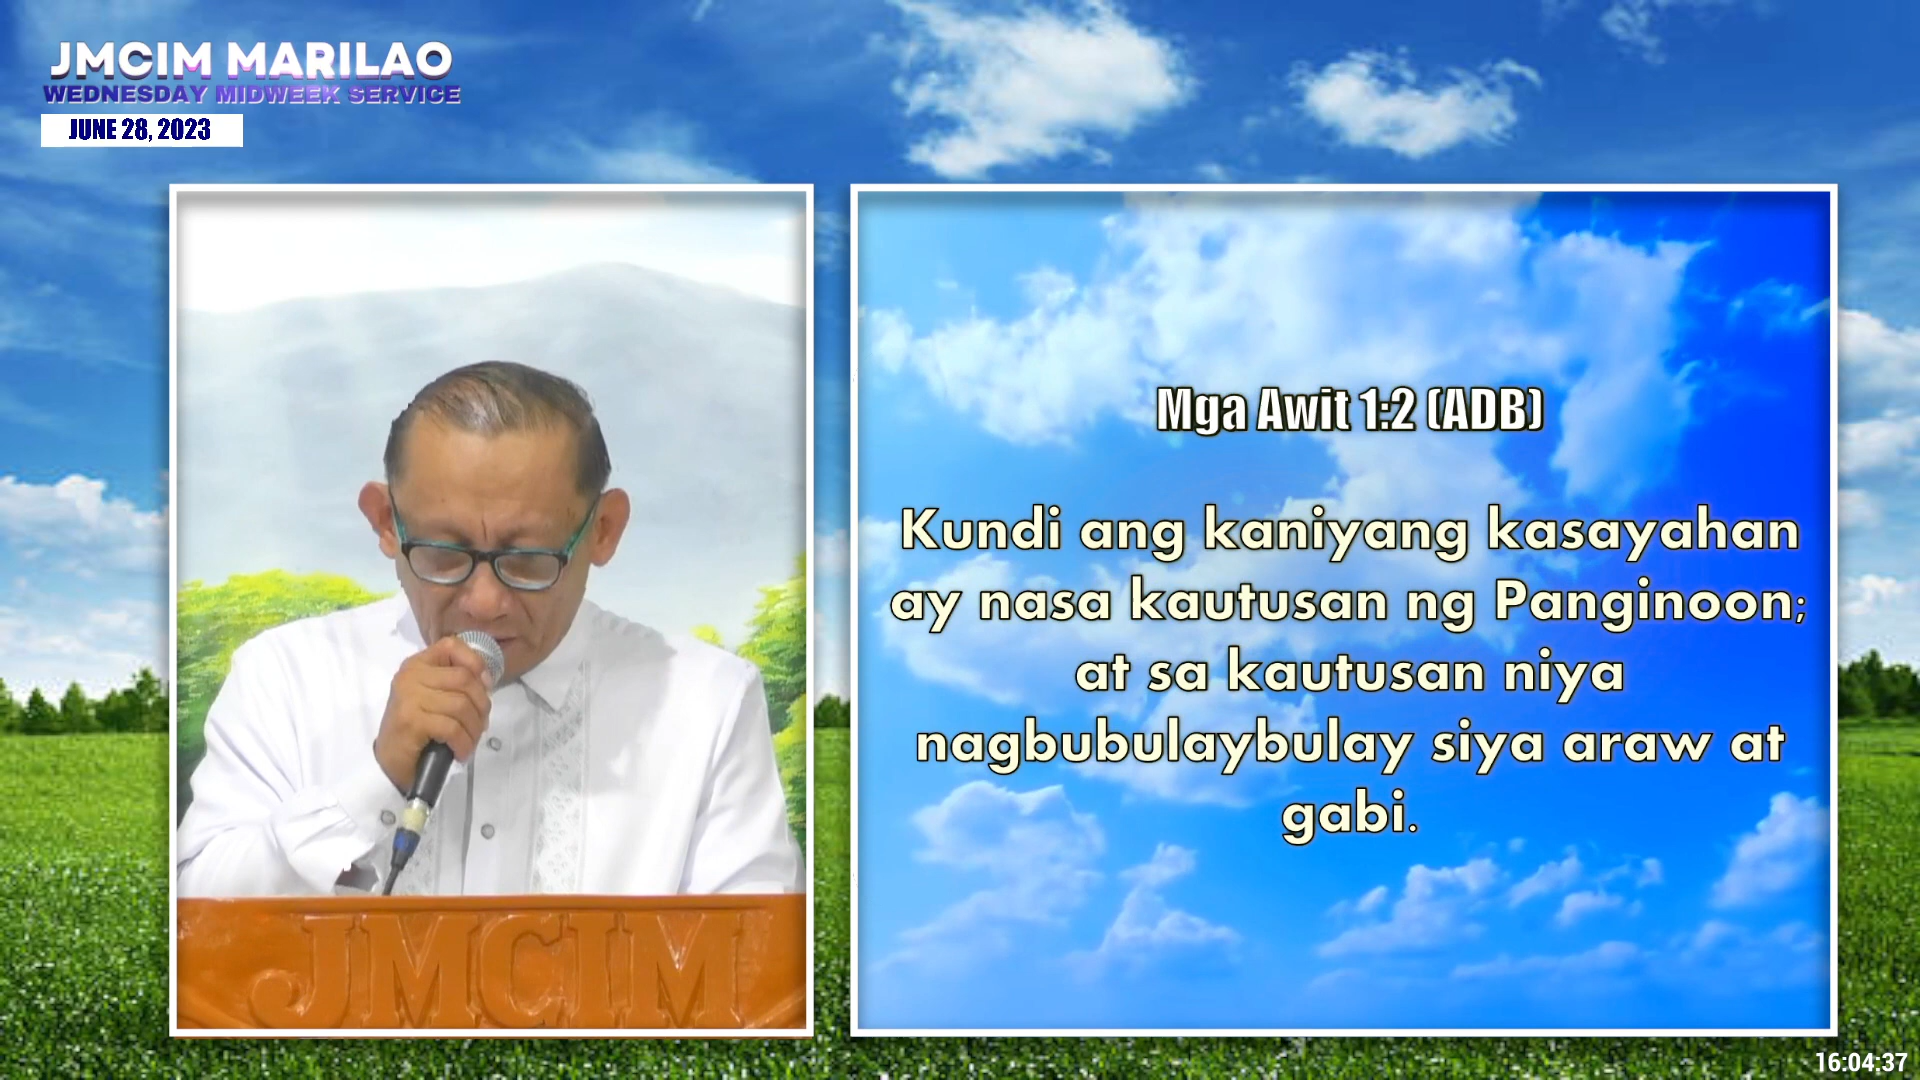 JMCIM MARILAO
WEDNESDAY MIDWEEK SERVICE
JUNE 28, 2023
Mga Awit 1:2 (ADB)
Kundi ang kaniyang kasayahan
ay nasa kautusan ng Panginoon;
at sa kautusan niya
nagbubulaybulay siya araw at
gabi.
JMCIM
16:04:37